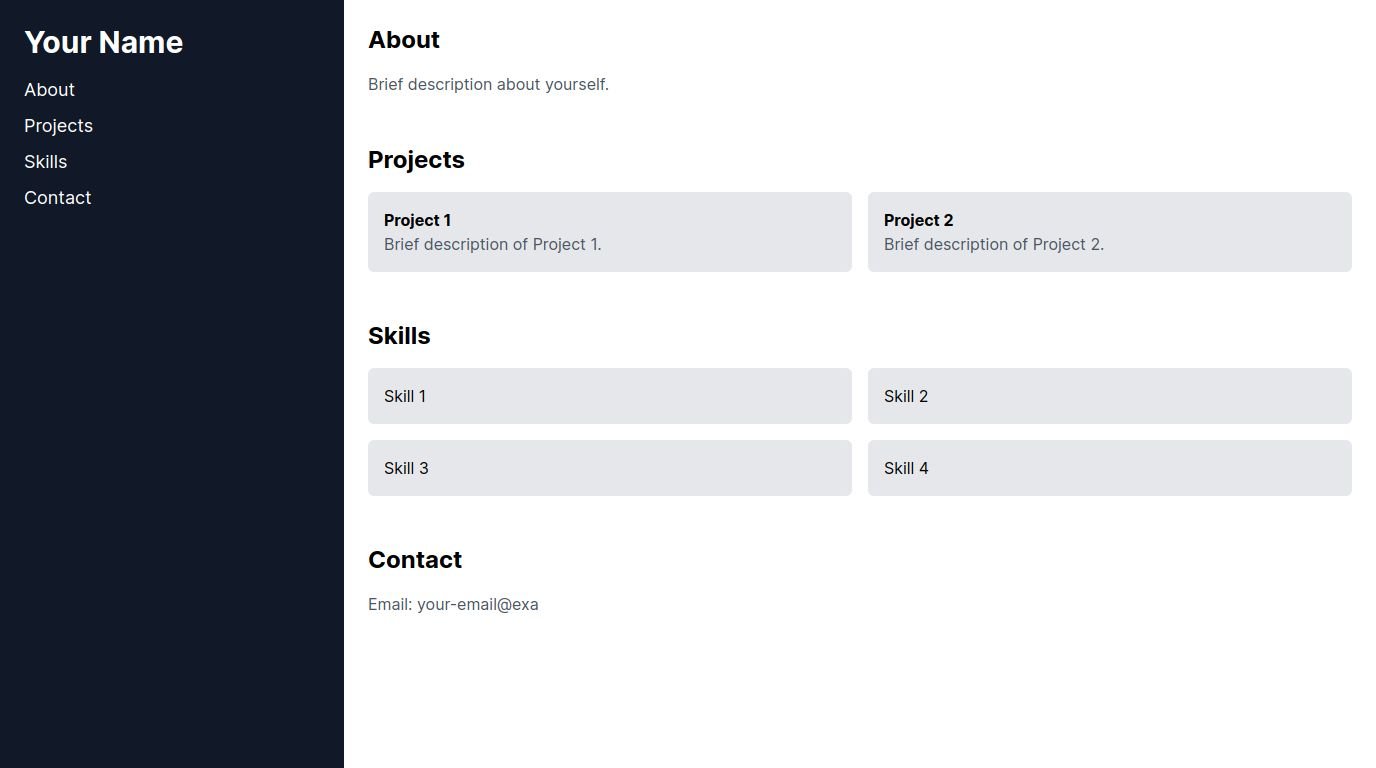 Your Name
About
Projects
Skills
Contact
About
Brief description about yourself.
Projects
Project 1
Brief description of Project 1.
Project 2
Brief description of Project 2.
Skills
Skill 1
Skill 2
Skill 3
Skill 4
Contact
Email: your-email@exa